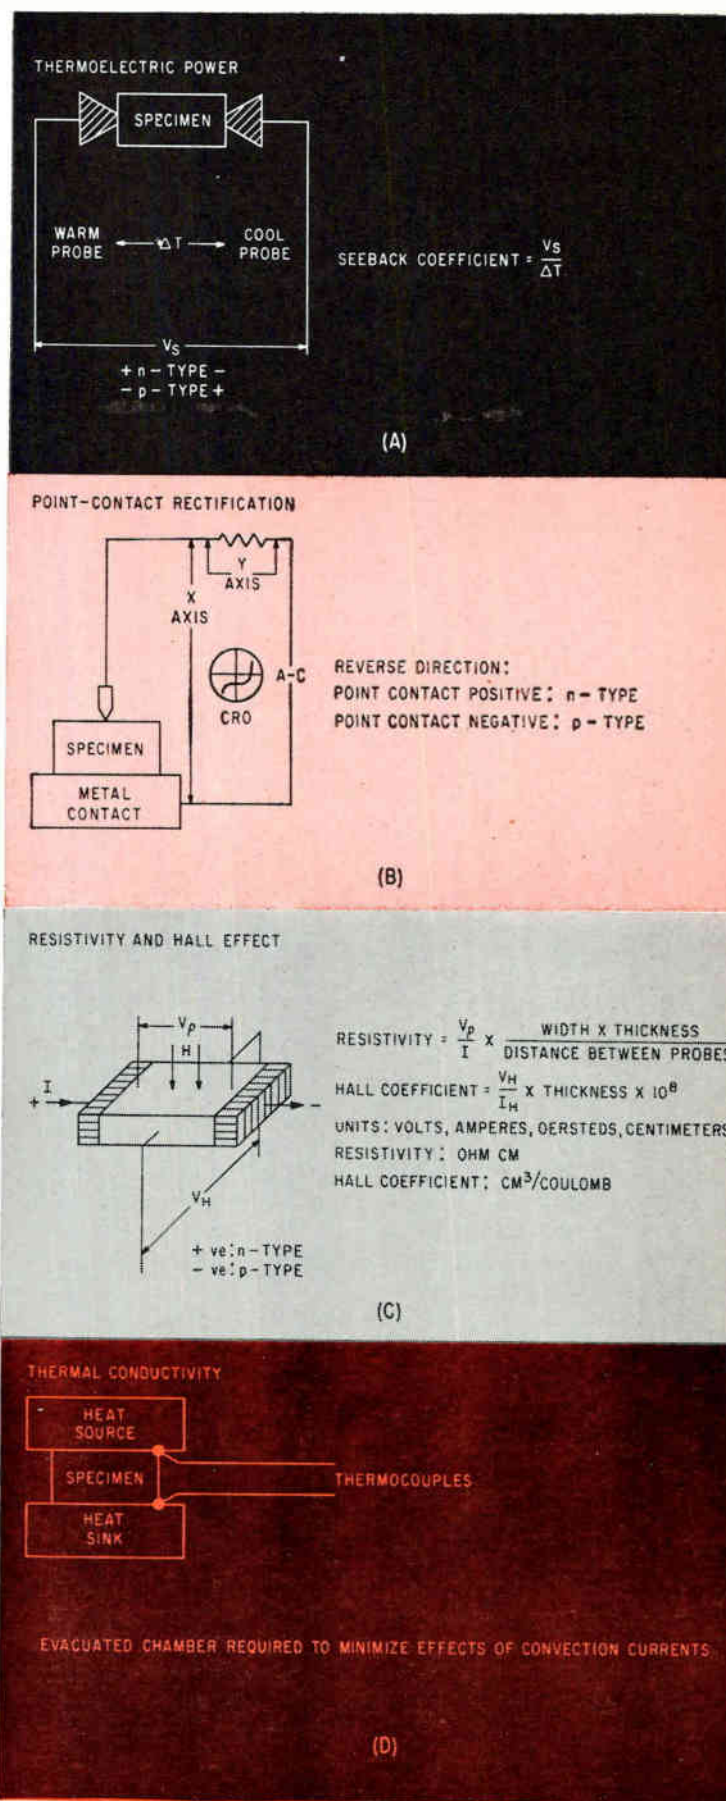 THERMOELECTRIC POWER
SPECIMEN
WARM PROBE
ΔT
COOL PROBE
SEEBACK COEFFICIENT = Vs/ΔT
Vs
+ n-TYPE -
- p-TYPE +
(A)
POINT-CONTACT RECTIFICATION
Y AXIS
X AXIS
A-C
CRO
REVERSE DIRECTION:
POINT CONTACT POSITIVE: n-TYPE
POINT CONTACT NEGATIVE: p-TYPE
SPECIMEN
METAL CONTACT
(B)
RESISTIVITY AND HALL EFFECT
Vρ
H
+ I
-
VH
+ ve: n-TYPE
- ve: p-TYPE
RESISTIVITY = Vρ/I X WIDTH X THICKNESS/DISTANCE BETWEEN PROBES
HALL COEFFICIENT = VH/IH X THICKNESS X 10⁸
UNITS: VOLTS, AMPERES, OERSTEDS, CENTIMETERS
RESISTIVITY: OHM CM
HALL COEFFICIENT: CM³/COULOMB
(C)
THERMAL CONDUCTIVITY
HEAT SOURCE
SPECIMEN
HEAT SINK
THERMOCOUPLES
EVACUATED CHAMBER REQUIRED TO MINIMIZE EFFECTS OF CONVECTION CURRENTS
(D)